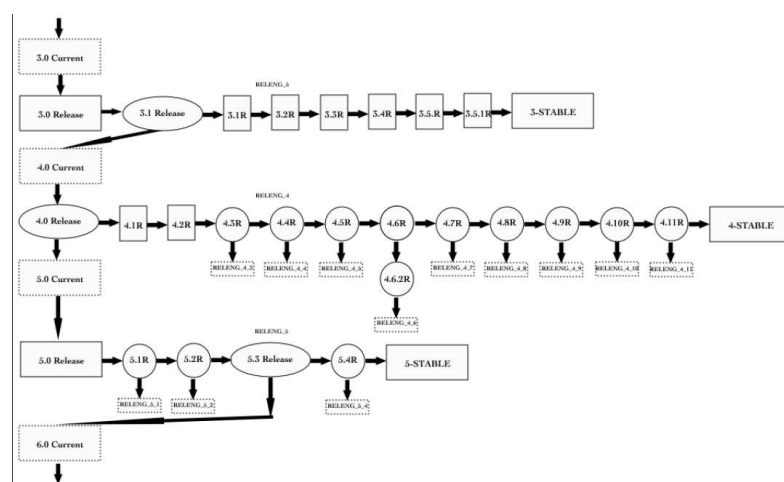 3.0 Current
RELENG_3
3.0 Release
3.1 Release
3.1R
3.2R
3.3R
3.4R
3.5.R
3.5.1R
3-STABLE
4.0 Current
RELENG_4
4.0 Release
4.1R
4.2R
4.3R
4.4R
4.5R
4.6R
4.7R
4.8R
4.9R
4.10R
4.11R
4-STABLE
RELENG_4_3
RELENG_4_4
RELENG_4_5
RELENG_4_7
RELENG_4_8
RELENG_4_9
RELENG_4_10
RELENG_4_11
5.0 Current
4.6.2R
RELENG_4_6
RELENG_5
5.0 Release
5.1R
5.2R
5.3 Release
5.4R
5-STABLE
RELENG_5_1
RELENG_5_2
RELENG_5_4
6.0 Current